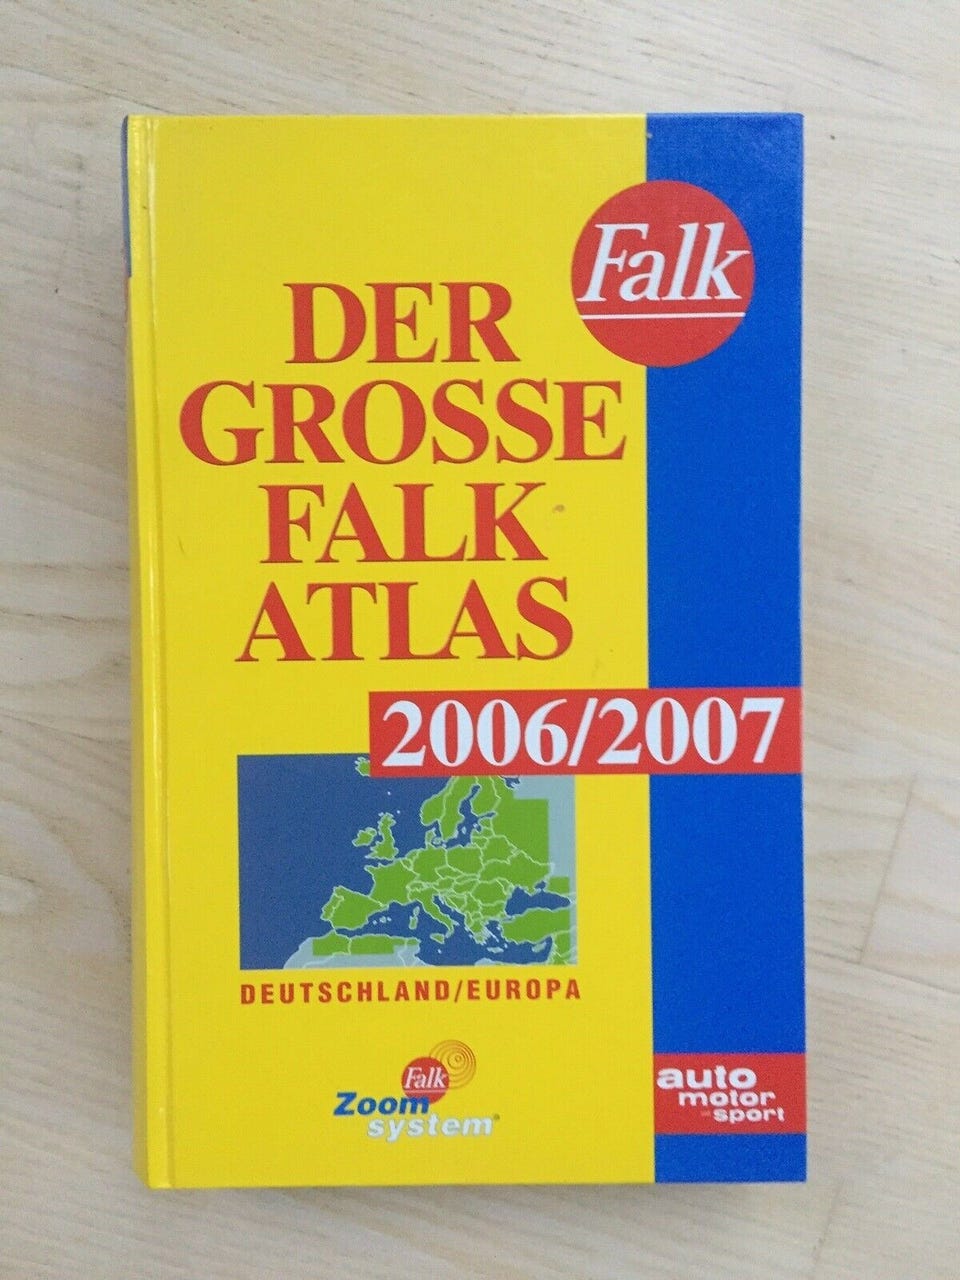 Falk
DER
GROSSE
FALK
ATLAS
2006/2007
DEUTSCHLAND/EUROPA
Falk
Zoom
system
auto
motor
sport